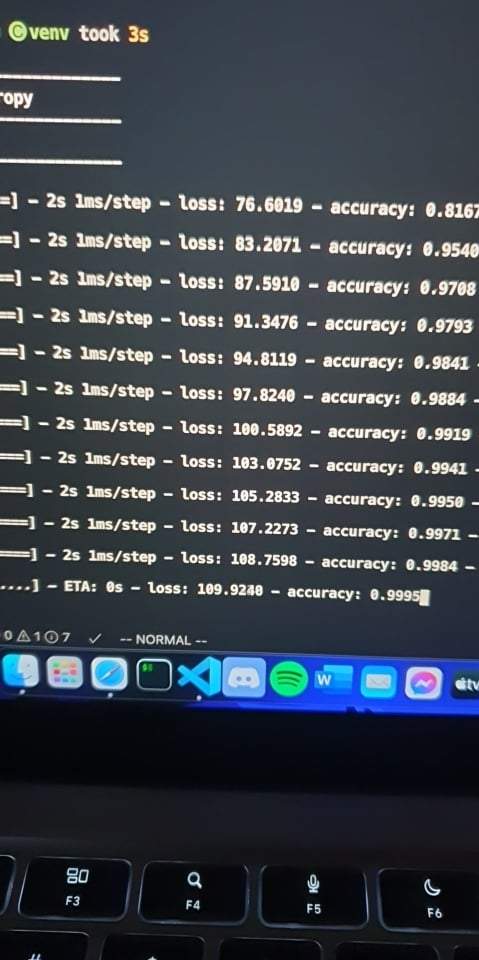 venv took 3s
ropy
=] - 2s 1ms/step - loss: 76.6019 - accuracy: 0.8167
=] - 2s 1ms/step - loss: 83.2071 - accuracy: 0.9540
==] - 2s 1ms/step - loss: 87.5910 - accuracy: 0.9708
==] - 2s 1ms/step - loss: 91.3476 - accuracy: 0.9793
==] - 2s 1ms/step - loss: 94.8119 - accuracy: 0.9841 -
===] - 2s 1ms/step - loss: 97.8240 - accuracy: 0.9884 -
===] - 2s 1ms/step - loss: 100.5892 - accuracy: 0.9919
===] - 2s 1ms/step - loss: 103.0752 - accuracy: 0.9941 -
===] - 2s 1ms/step - loss: 105.2833 - accuracy: 0.9950 -
====] - 2s 1ms/step - loss: 107.2273 - accuracy: 0.9971 -
====] - 2s 1ms/step - loss: 108.7598 - accuracy: 0.9984 -
....] - ETA: 0s - loss: 109.9240 - accuracy: 0.9995
0 1 7 -- NORMAL --
W tv
F3 F4 F5 F6
#